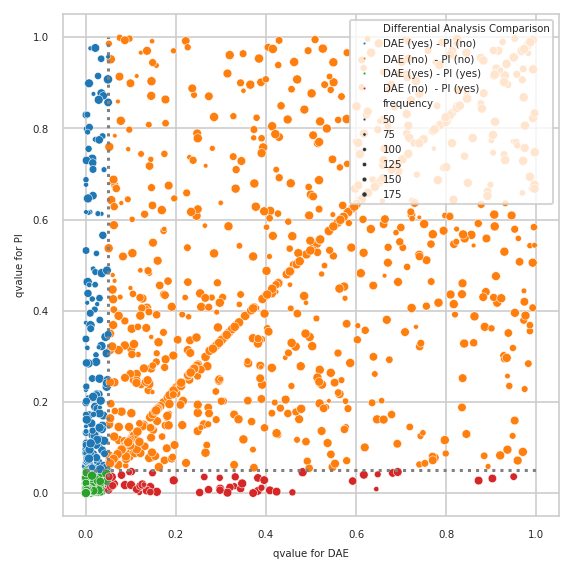 Differential Analysis Comparison
DAE (yes) - PI (no)
DAE (no)  - PI (no)
DAE (yes) - PI (yes)
DAE (no)  - PI (yes)
frequency
50
75
100
125
150
175
1.0
0.8
0.6
0.4
0.2
0.0
qvalue for PI
0.0 0.2 0.4 0.6 0.8 1.0
qvalue for DAE